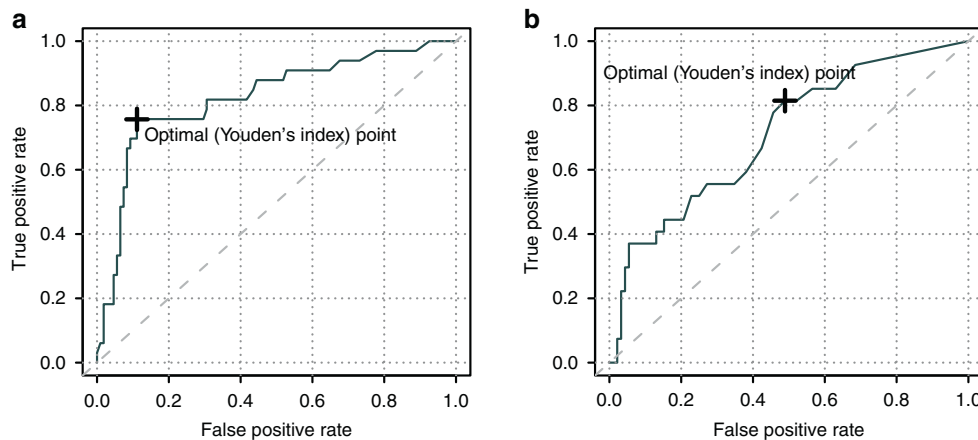 a
1.0
0.8
0.6
0.4
0.2
0.0
True positive rate
Optimal (Youden's index) point
0.0 0.2 0.4 0.6 0.8 1.0
False positive rate
b
1.0
0.8
0.6
0.4
0.2
0.0
True positive rate
Optimal (Youden's index) point
0.0 0.2 0.4 0.6 0.8 1.0
False positive rate